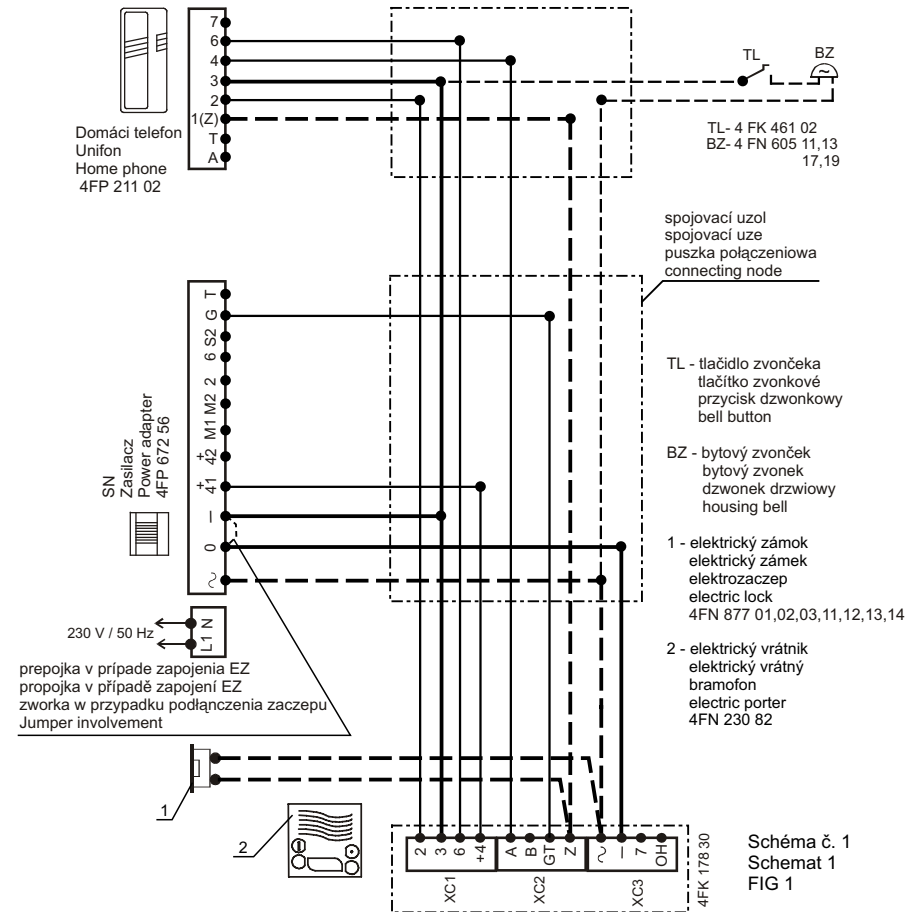 7
6
4
3
2
1(Z)
T
A
Domáci telefon
Unifon
Home phone
4FP 211 02
TL
BZ
~
TL- 4 FK 461 02
BZ- 4 FN 605 11,13
17,19
spojovací uzol
spojovací uze
puszka połączeniowa
connecting node
SN
Zasilacz
Power adapter
4FP 672 56
T
G
S2
6
2
M2
M1
+
42
+
41
—
0
~
L1 N
230 V / 50 Hz
TL - tlačidlo zvončeka
tlačítko zvonkové
przycisk dzwonkowy
bell button
BZ - bytový zvonček
bytový zvonek
dzwonek drzwiowy
housing bell
1 - elektrický zámok
elektrický zámek
elektrozaczep
electric lock
4FN 877 01,02,03,11,12,13,14
2 - elektrický vrátnik
elektrický vrátný
bramofon
electric porter
4FN 230 82
prepojka v prípade zapojenia EZ
propojka v případě zapojení EZ
zworka w przypadku podłąnczenia zaczepu
Jumper involvement
1
2
2
3
6
+4
A
B
GT
Z
~
—
7
OH
XC1
XC2
XC3
4FK 178 30
Schéma č. 1
Schemat 1
FIG 1